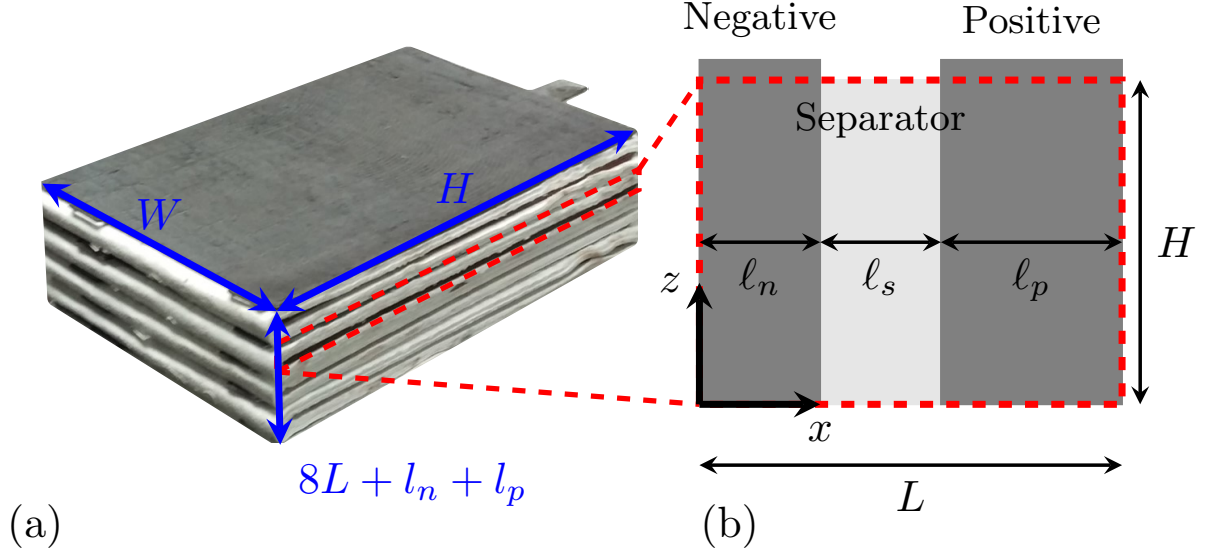 Negative
Positive
Separator
W
H
z
ℓₙ
ℓₛ
ℓₚ
H
x
8L + lₙ + lₚ
L
(a)
(b)